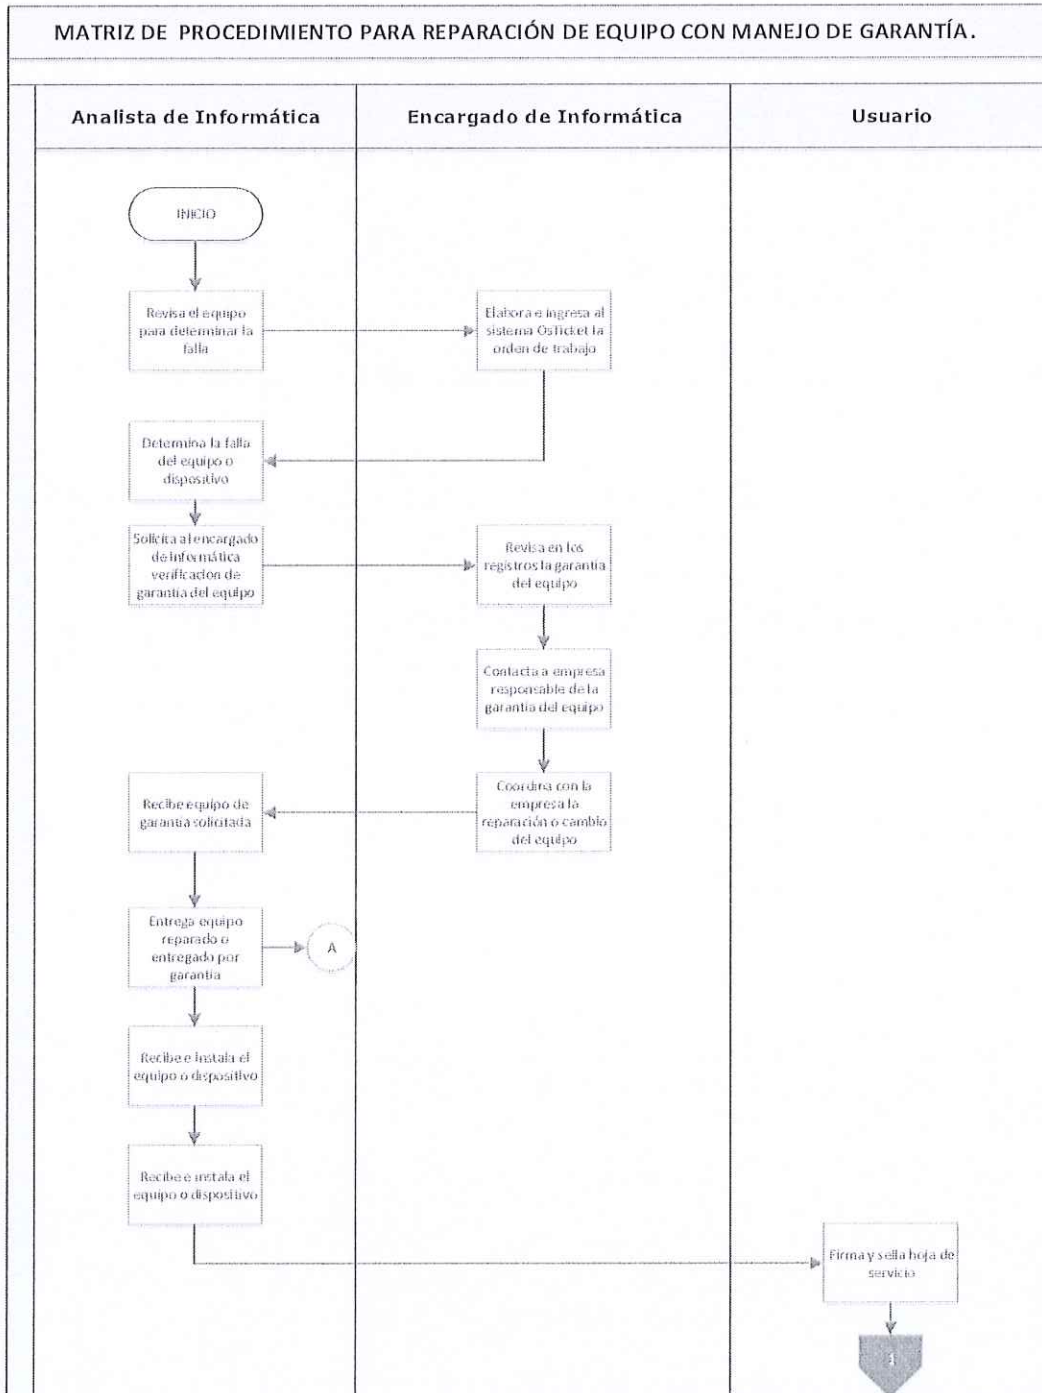 MATRIZ DE PROCEDIMIENTO PARA REPARACIÓN DE EQUIPO CON MANEJO DE GARANTÍA.
Analista de Informática
Encargado de Informática
Usuario
INICIO
Revisa el equipo
para determinar la
falla
Elabora e ingresa al
sistema OsTicket la
orden de trabajo
Determina la falla
del equipo o
dispositivo
Solicita al encargado
de informática
verificacion de
garantia del equipo
Revisa en los
registros la garantia
del equipo
Contacta a empresa
responsable de la
garantia del equipo
Coordina con la
empresa la
reparación o cambio
del equipo
Recibe equipo de
garantia solicitada
Entrega equipo
reparado o
entregado por
garantia
A
Recibe e instala el
equipo o dispositivo
Recibe e instala el
equipo o dispositivo
Firma y sella hoja de
servicio
1